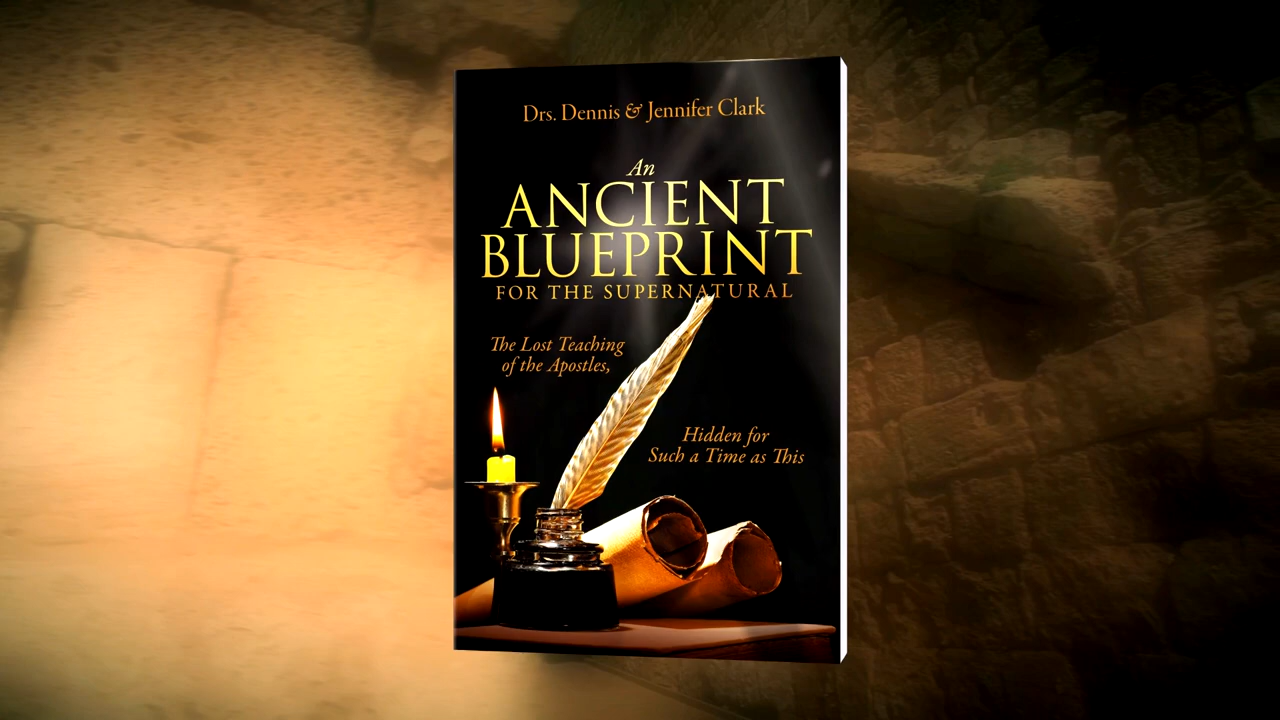 Drs. Dennis & Jennifer Clark
An
ANCIENT
BLUEPRINT
FOR THE SUPERNATURAL
The Lost Teaching
of the Apostles,
Hidden for
Such a Time as This